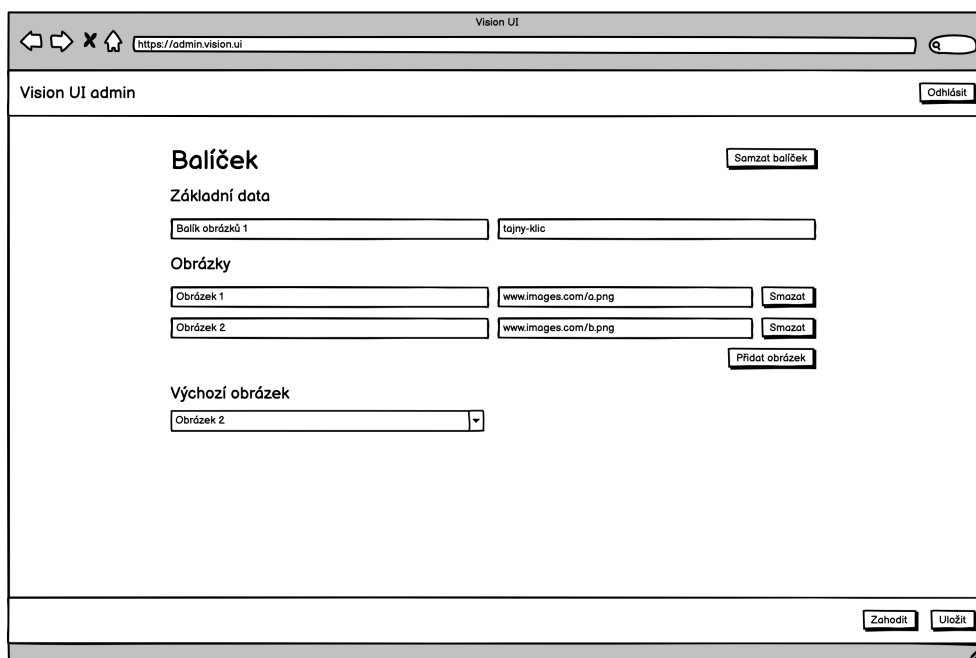 Vision UI
https://admin.vision.ui
Vision UI admin
Odhlásit
Balíček
Samzat balíček
Základní data
Balík obrázků 1
tajny-klic
Obrázky
Obrázek 1
www.images.com/a.png
Smazat
Obrázek 2
www.images.com/b.png
Smazat
Přidat obrázek
Výchozí obrázek
Obrázek 2
Zahodit
Uložit